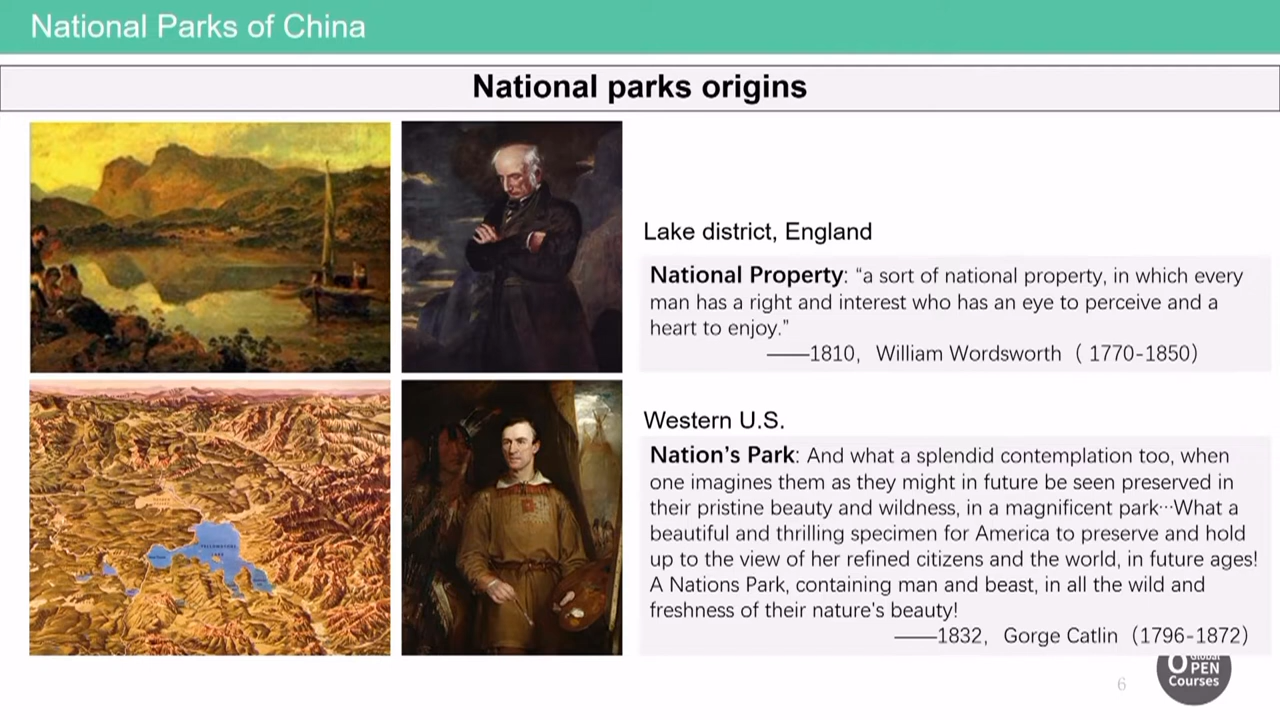 National Parks of China
National parks origins
Lake district, England
National Property: “a sort of national property, in which every
man has a right and interest who has an eye to perceive and a
heart to enjoy.”
——1810, William Wordsworth ( 1770-1850)
Western U.S.
Nation’s Park: And what a splendid contemplation too, when
one imagines them as they might in future be seen preserved in
their pristine beauty and wildness, in a magnificent park…What a
beautiful and thrilling specimen for America to preserve and hold
up to the view of her refined citizens and the world, in future ages!
A Nations Park, containing man and beast, in all the wild and
freshness of their nature's beauty!
——1832, Gorge Catlin (1796-1872)
YELLOWSTONE
LAKE
6
Global
OPEN
Courses